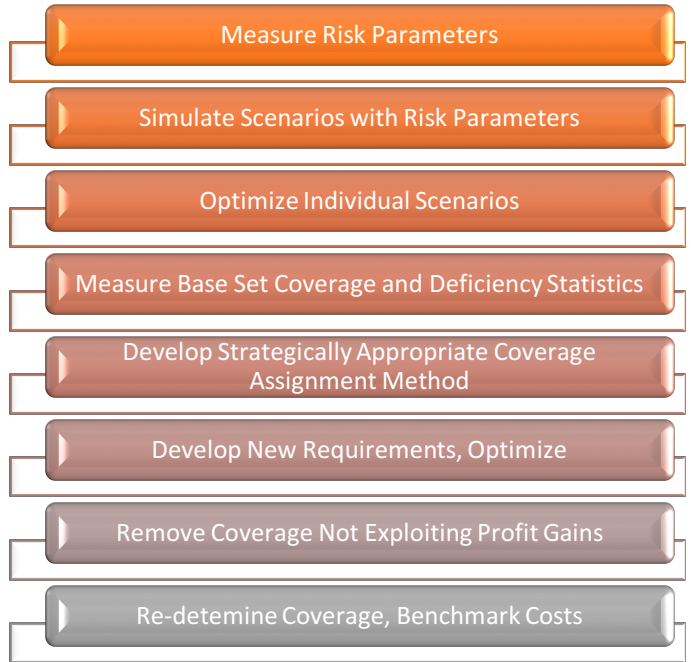 Measure Risk Parameters
Simulate Scenarios with Risk Parameters
Optimize Individual Scenarios
Measure Base Set Coverage and Deficiency Statistics
Develop Strategically Appropriate Coverage
Assignment Method
Develop New Requirements, Optimize
Remove Coverage Not Exploiting Profit Gains
Re-detemine Coverage, Benchmark Costs